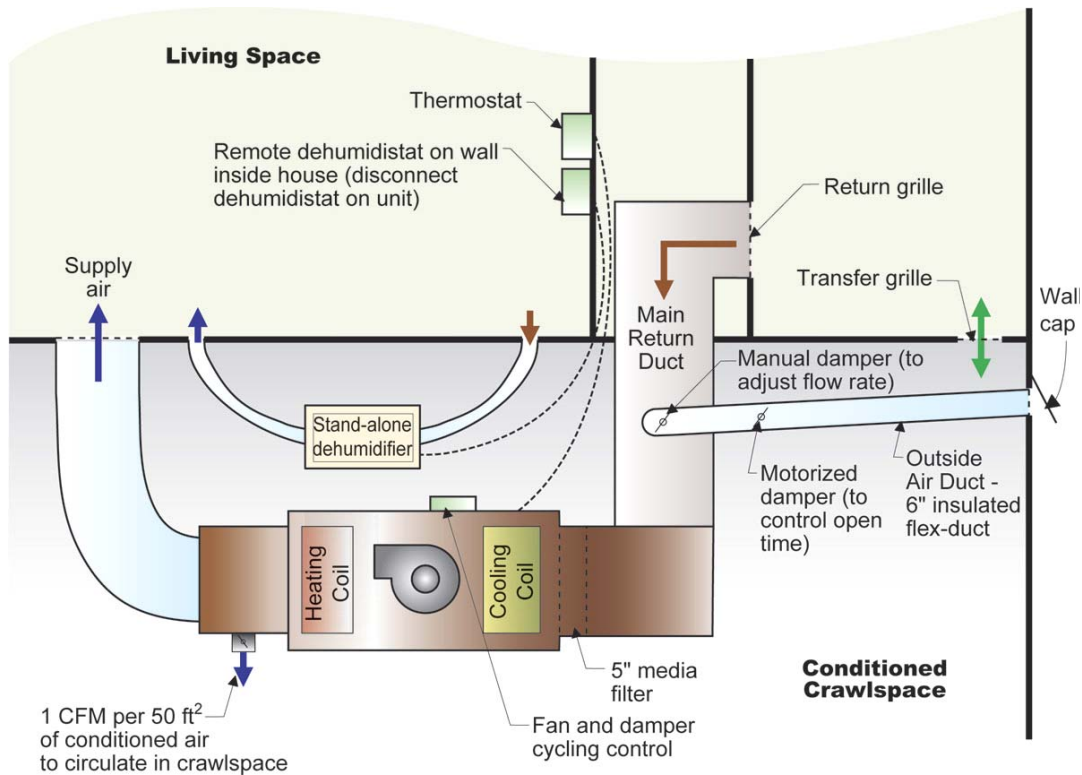 Living Space
Thermostat
Remote dehumidistat on wall
inside house (disconnect
dehumidistat on unit)
Return grille
Supply
air
Transfer grille
Wall
cap
Main
Return
Duct
Manual damper (to
adjust flow rate)
Stand-alone
dehumidifier
Motorized
damper (to
control open
time)
Outside
Air Duct -
6" insulated
flex-duct
Heating
Coil
Cooling
Coil
5" media
filter
Conditioned
Crawlspace
1 CFM per 50 ft²
of conditioned air
to circulate in crawlspace
Fan and damper
cycling control